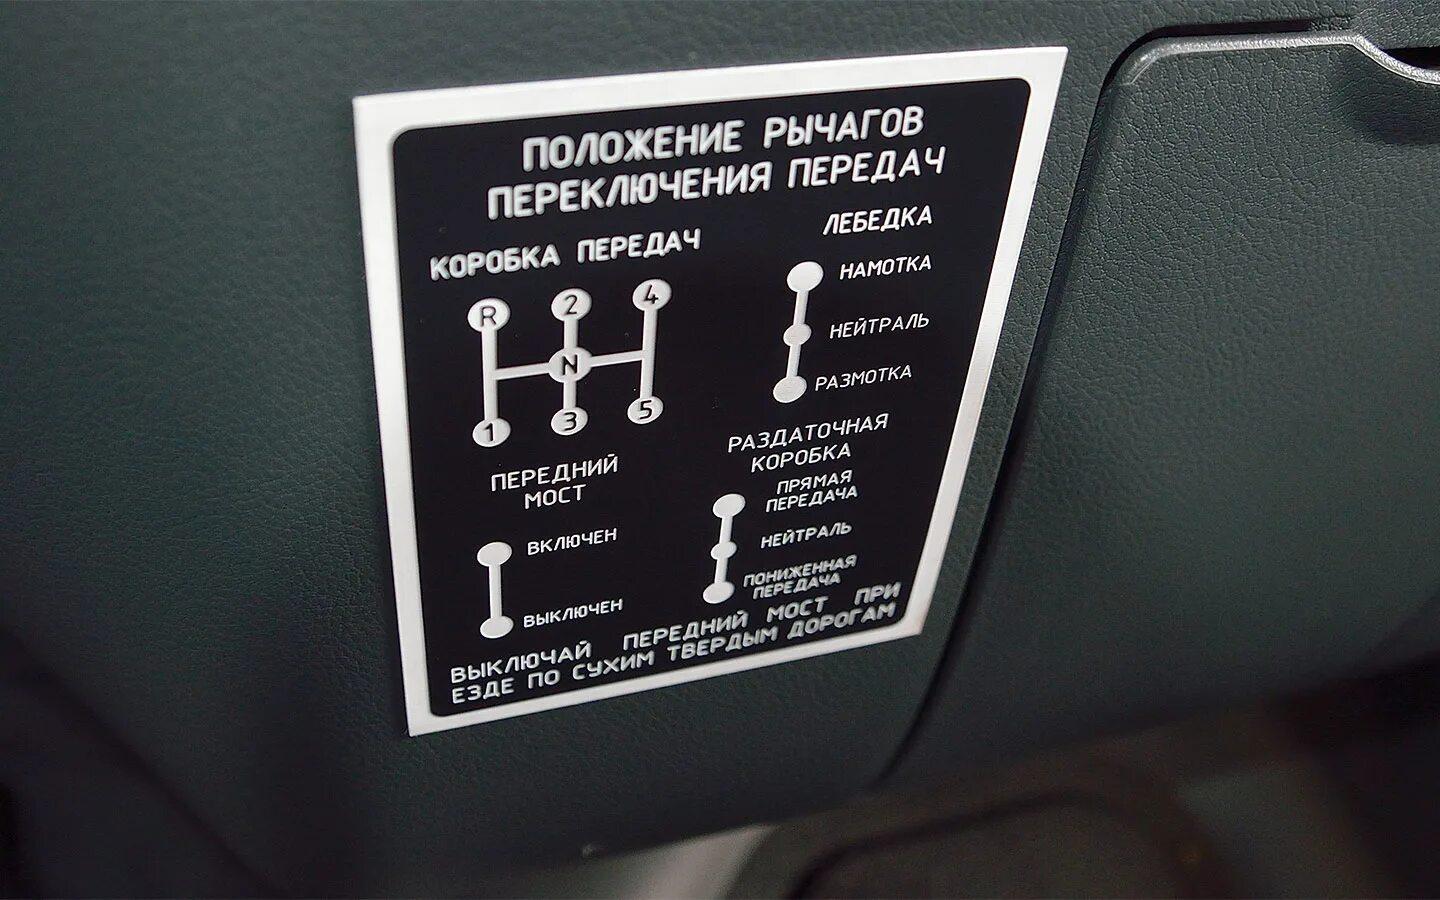 ПОЛОЖЕНИЕ РЫЧАГОВ
ПЕРЕКЛЮЧЕНИЯ ПЕРЕДАЧ
КОРОБКА ПЕРЕДАЧ
R 2 4
N
1 3 5
ЛЕБЕДКА
НАМОТКА
НЕЙТРАЛЬ
РАЗМОТКА
ПЕРЕДНИЙ
МОСТ
ВКЛЮЧЕН
ВЫКЛЮЧЕН
РАЗДАТОЧНАЯ
КОРОБКА
ПРЯМАЯ
ПЕРЕДАЧА
НЕЙТРАЛЬ
ПОНИЖЕННАЯ
ПЕРЕДАЧА
ВЫКЛЮЧАЙ ПЕРЕДНИЙ МОСТ ПРИ
ЕЗДЕ ПО СУХИМ ТВЕРДЫМ ДОРОГАМ